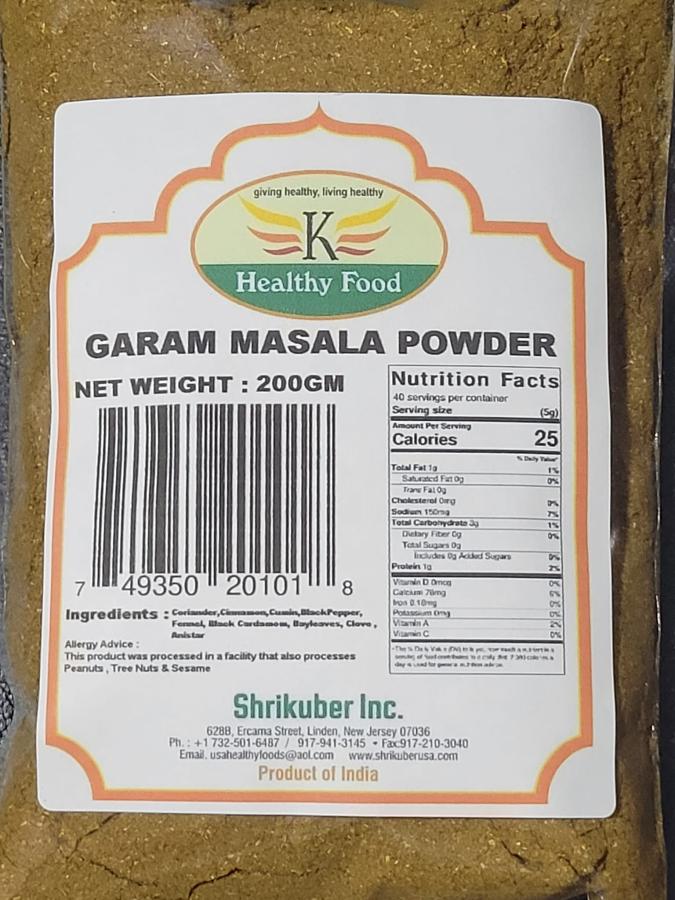 giving healthy, living healthy
K
Healthy Food
GARAM MASALA POWDER
NET WEIGHT : 200GM
7 49350 20101 8
Ingredients : Coriander,Cinnamon,Cumin,BlackPepper,
Fennel, Black Cardamom, Bayleaves, Clove ,
Anistar
Allergy Advice :
This product was processed in a facility that also processes
Peanuts , Tree Nuts & Sesame
Nutrition Facts
40 servings per container
Serving size (5g)
Amount Per Serving
Calories 25
% Daily Value*
Total Fat 1g 1%
Saturated Fat 0g 0%
Trans Fat 0g
Cholesterol 0mg 0%
Sodium 150mg 7%
Total Carbohydrate 3g 1%
Dietary Fiber 0g 0%
Total Sugars 0g
Includes 0g Added Sugars 0%
Protein 1g 2%
Vitamin D 0mcg 0%
Calcium 78mg 6%
Iron 0.18mg 0%
Potassium 0mg 0%
Vitamin A 2%
Vitamin C 0%
Shrikuber Inc.
628B, Ercama Street, Linden, New Jersey 07036
Ph. : +1 732-501-6487 / 917-941-3145 • Fax:917-210-3040
Email. usahealthyfoods@aol.com www.shrikuberusa.com
Product of India